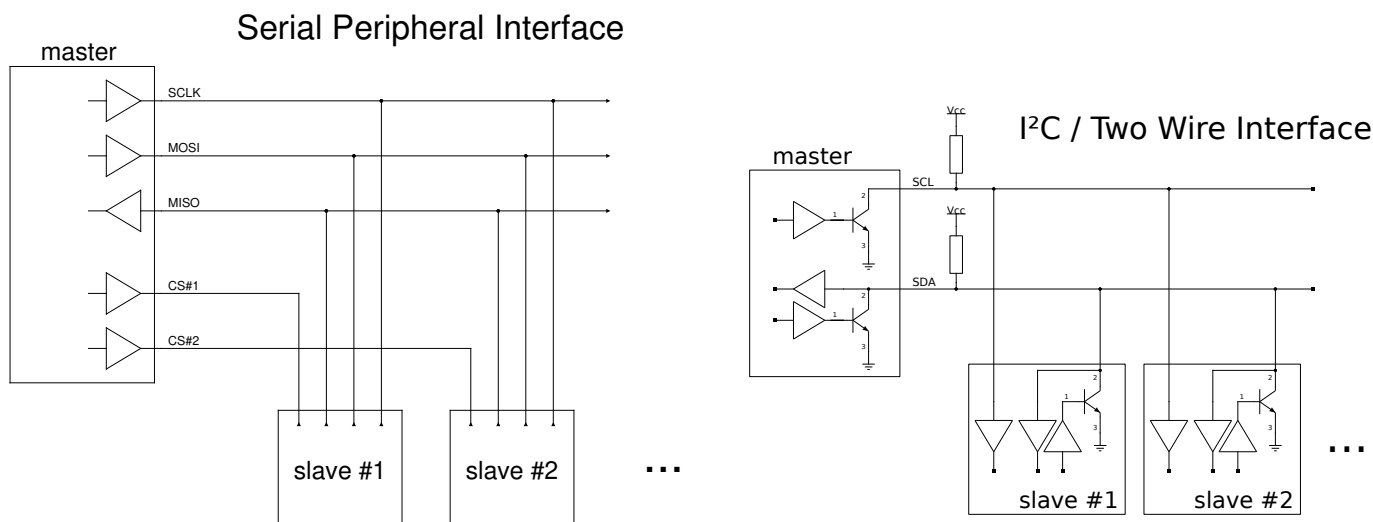 Serial Peripheral Interface
master
SCLK
MOSI
MISO
CS#1
CS#2
slave #1
slave #2
...
I²C / Two Wire Interface
master
Vcc
SCL
Vcc
SDA
1
2
3
1
2
3
1
2
3
slave #1
1
2
3
slave #2
...